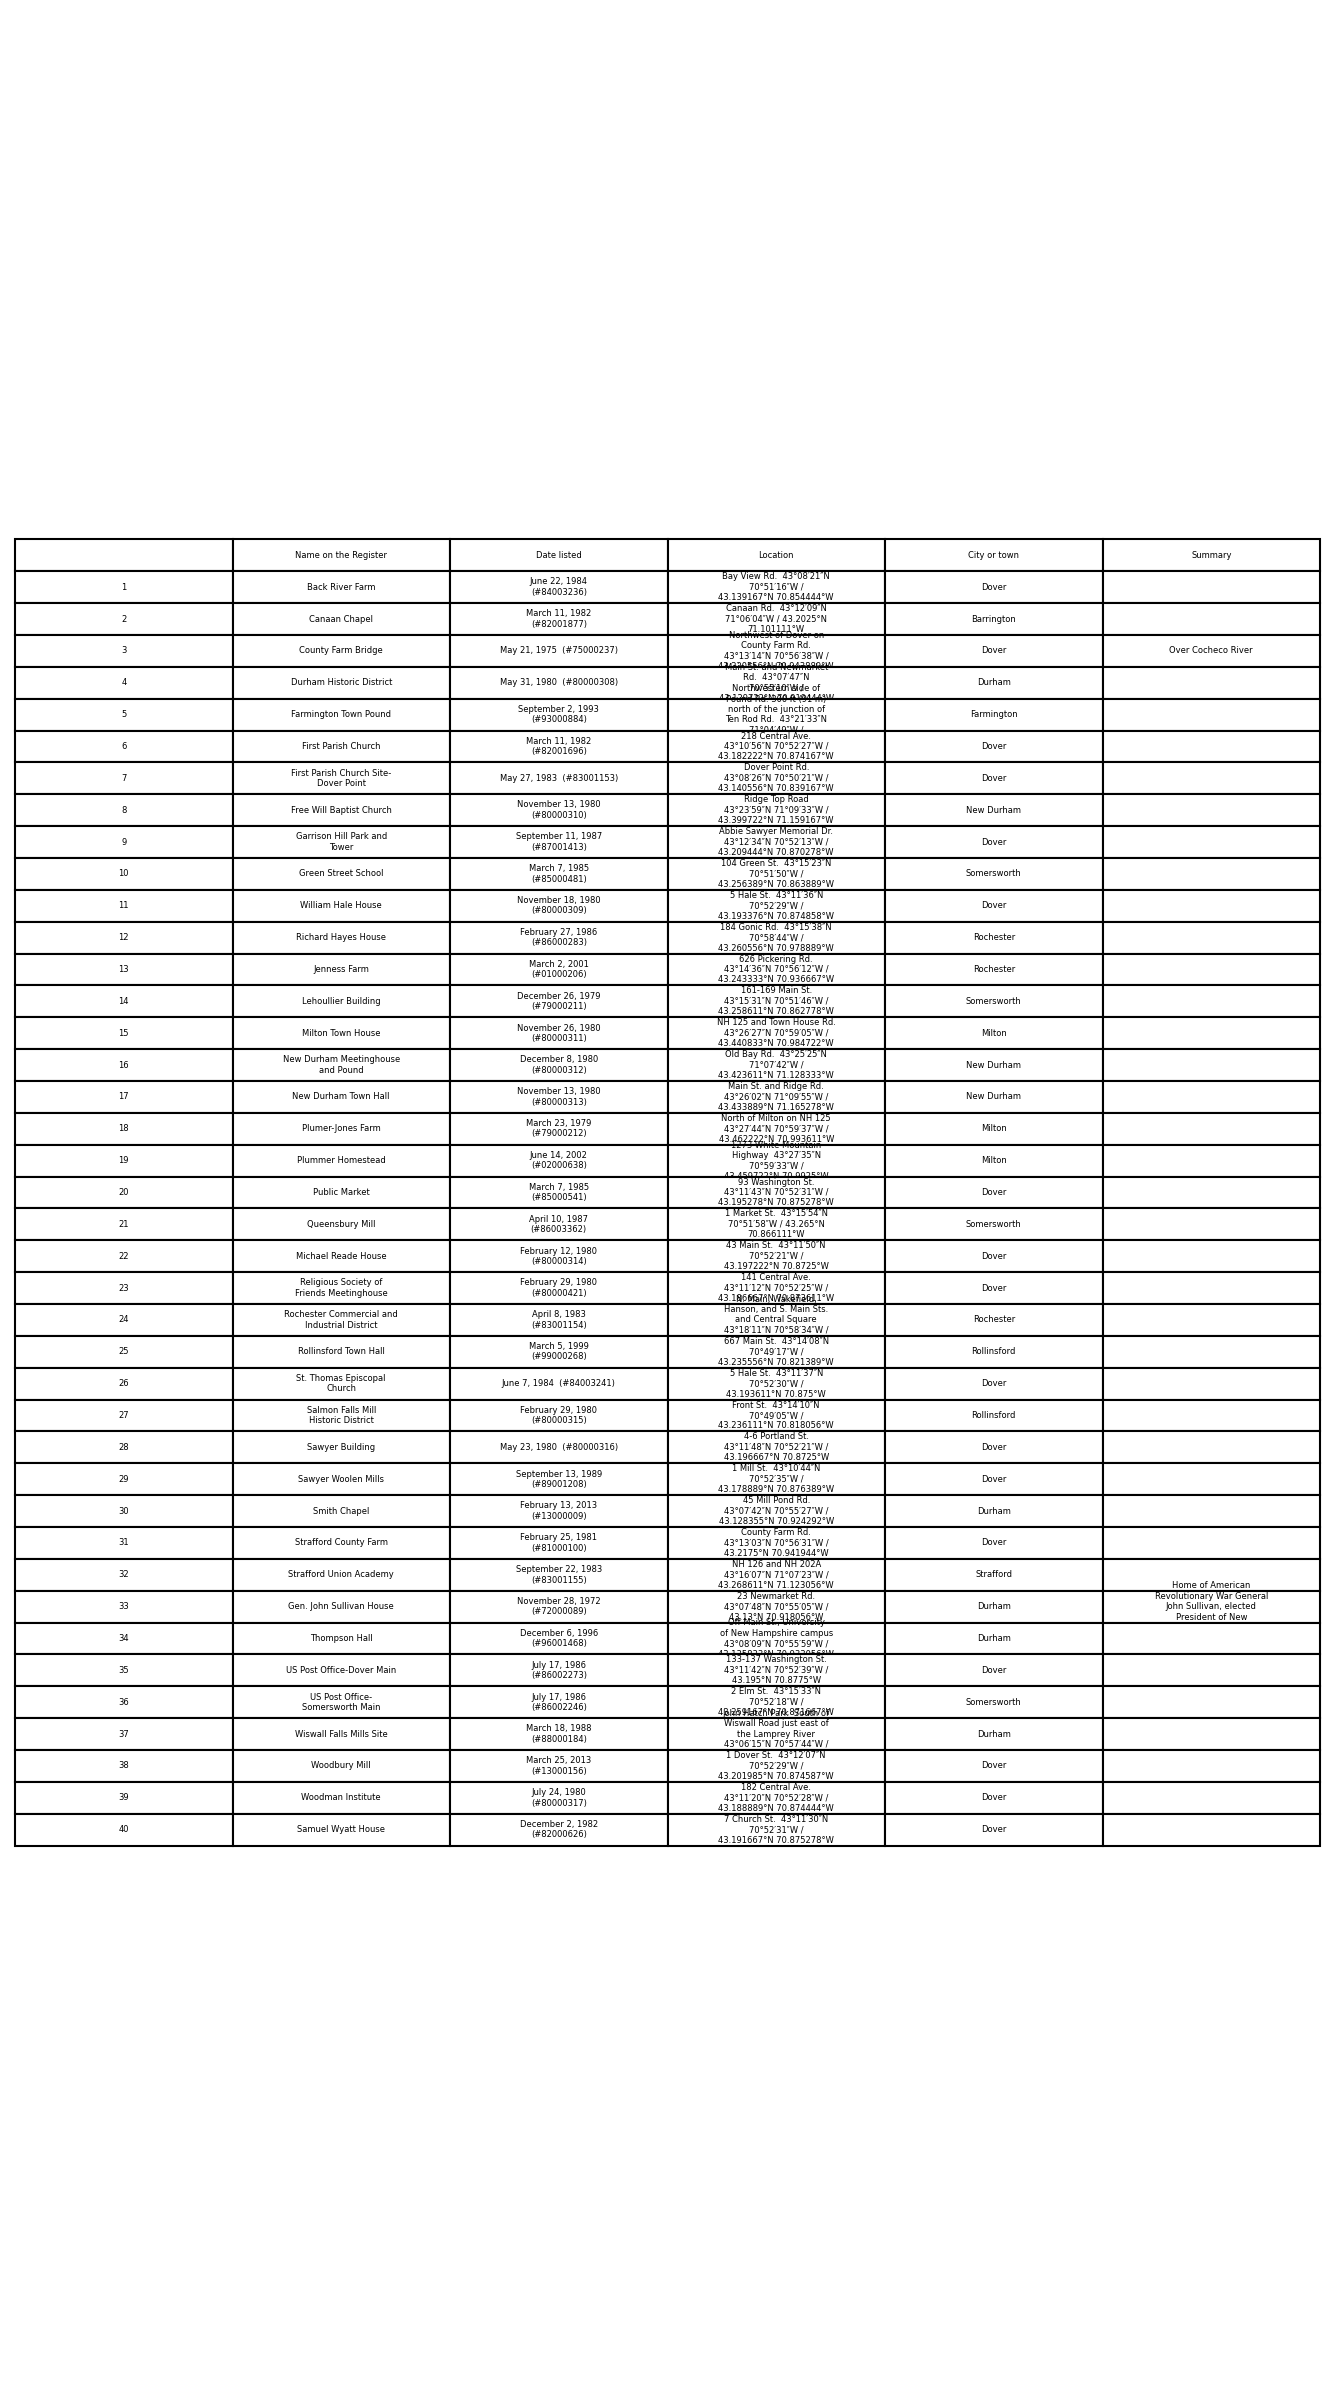 Name on the Register Date listed Location City or town Summary
1 Back River Farm June 22, 1984 (#84003236) Bay View Rd. 43°08′21″N 70°51′16″W / 43.139167°N 70.854444°W Dover
2 Canaan Chapel March 11, 1982 (#82001877) Canaan Rd. 43°12′09″N 71°06′04″W / 43.2025°N 71.101111°W Barrington
3 County Farm Bridge May 21, 1975 (#75000237) Northwest of Dover on County Farm Rd. 43°13′14″N 70°56′38″W / Dover Over Cocheco River
4 Durham Historic District May 31, 1980 (#80000308) Main St. and Newmarket Rd. 43°07′47″N Durham
5 Farmington Town Pound September 2, 1993 (#93000884) Northwestern side of north of the junction of Ten Rod Rd. 43°21′33″N Farmington
6 First Parish Church March 11, 1982 (#82001696) 218 Central Ave. 43°10′56″N 70°52′27″W / 43.182222°N 70.874167°W Dover
7 First Parish Church Site-Dover Point May 27, 1983 (#83001153) Dover Point Rd. 43°08′26″N 70°50′21″W / 43.140556°N 70.839167°W Dover
8 Free Will Baptist Church November 13, 1980 (#80000310) Ridge Top Road 43°23′59″N 71°09′33″W / 43.399722°N 71.159167°W New Durham
9 Garrison Hill Park and Tower September 11, 1987 (#87001413) Abbie Sawyer Memorial Dr. 43°12′34″N 70°52′13″W / 43.209444°N 70.870278°W Dover
10 Green Street School March 7, 1985 (#85000481) 104 Green St. 43°15′23″N 70°51′50″W / 43.256389°N 70.863889°W Somersworth
11 William Hale House November 18, 1980 (#80000309) 5 Hale St. 43°11′36″N 70°52′29″W / 43.193376°N 70.874858°W Dover
12 Richard Hayes House February 27, 1986 (#86000283) 184 Gonic Rd. 43°15′38″N 70°58′44″W / 43.260556°N 70.978889°W Rochester
13 Jenness Farm March 2, 2001 (#01000206) 626 Pickering Rd. 43°14′36″N 70°56′12″W / 43.243333°N 70.936667°W Rochester
14 Lehoullier Building December 26, 1979 (#79000211) 161-169 Main St. 43°15′31″N 70°51′46″W / 43.258611°N 70.862778°W Somersworth
15 Milton Town House November 26, 1980 (#80000311) NH 125 and Town House Rd. 43°26′27″N 70°59′05″W / 43.440833°N 70.984722°W Milton
16 New Durham Meetinghouse and Pound December 8, 1980 (#80000312) Old Bay Rd. 43°25′25″N 71°07′42″W / 43.423611°N 71.128333°W New Durham
17 New Durham Town Hall November 13, 1980 (#80000313) Main St. and Ridge Rd. 43°26′02″N 71°09′55″W / 43.433889°N 71.165278°W New Durham
18 Plumer-Jones Farm March 23, 1979 (#79000212) North of Milton on NH 125 43°27′44″N 70°59′37″W / 43.462222°N 70.993611°W Milton
19 Plummer Homestead June 14, 2002 (#02000638) 1273 White Mountain Highway 43°27′35″N 70°59′33″W / 43.459722°N 70.9925°W Milton
20 Public Market March 7, 1985 (#85000541) 93 Washington St. 43°11′43″N 70°52′31″W / 43.195278°N 70.875278°W Dover
21 Queensbury Mill April 10, 1987 (#86003362) 1 Market St. 43°15′54″N 70°51′58″W / 43.265°N 70.866111°W Somersworth
22 Michael Reade House February 12, 1980 (#80000314) 43 Main St. 43°11′50″N 70°52′21″W / 43.197222°N 70.8725°W Dover
23 Religious Society of Friends Meetinghouse February 29, 1980 (#80000421) 141 Central Ave. 43°11′12″N 70°52′25″W / 43.186667°N 70.873611°W Dover
24 Rochester Commercial and Industrial District April 8, 1983 (#83001154) N. Main, Wakefield, Hanson, and S. Main Sts. and Central Square 43°18′11″N 70°58′34″W / Rochester
25 Rollinsford Town Hall March 5, 1999 (#99000268) 667 Main St. 43°14′08″N 70°49′17″W / 43.235556°N 70.821389°W Rollinsford
26 St. Thomas Episcopal Church June 7, 1984 (#84003241) 5 Hale St. 43°11′37″N 70°52′30″W / 43.193611°N 70.875°W Dover
27 Salmon Falls Mill Historic District February 29, 1980 (#80000315) Front St. 43°14′10″N 70°49′05″W / 43.236111°N 70.818056°W Rollinsford
28 Sawyer Building May 23, 1980 (#80000316) 4-6 Portland St. 43°11′48″N 70°52′21″W / 43.196667°N 70.8725°W Dover
29 Sawyer Woolen Mills September 13, 1989 (#89001208) 1 Mill St. 43°10′44″N 70°52′35″W / 43.178889°N 70.876389°W Dover
30 Smith Chapel February 13, 2013 (#13000009) 45 Mill Pond Rd. 43°07′42″N 70°55′27″W / 43.128355°N 70.924292°W Durham
31 Strafford County Farm February 25, 1981 (#81000100) County Farm Rd. 43°13′03″N 70°56′31″W / 43.2175°N 70.941944°W Dover
32 Strafford Union Academy September 22, 1983 (#83001155) NH 126 and NH 202A 43°16′07″N 71°07′23″W / 43.268611°N 71.123056°W Strafford
33 Gen. John Sullivan House November 28, 1972 (#72000089) 23 Newmarket Rd. 43°07′48″N 70°55′05″W / 43.13°N 70.918056°W Durham Home of American Revolutionary War General John Sullivan, elected President of New
34 Thompson Hall December 6, 1996 (#96001468) Off Main St., University of New Hampshire campus 43°08′09″N 70°55′59″W / Durham
35 US Post Office-Dover Main July 17, 1986 (#86002273) 133-137 Washington St. 43°11′42″N 70°52′39″W / 43.195°N 70.8775°W Dover
36 US Post Office-Somersworth Main July 17, 1986 (#86002246) 2 Elm St. 43°15′33″N 70°52′18″W / 43.259167°N 70.871667°W Somersworth
37 Wiswall Falls Mills Site March 18, 1988 (#88000184) John Hatch Park South of Wiswall Road just east of the Lamprey River 43°06′15″N 70°57′44″W / Durham
38 Woodbury Mill March 25, 2013 (#13000156) 1 Dover St. 43°12′07″N 70°52′29″W / 43.201985°N 70.874587°W Dover
39 Woodman Institute July 24, 1980 (#80000317) 182 Central Ave. 43°11′20″N 70°52′28″W / 43.188889°N 70.874444°W Dover
40 Samuel Wyatt House December 2, 1982 (#82000626) 7 Church St. 43°11′30″N 70°52′31″W / 43.191667°N 70.875278°W Dover